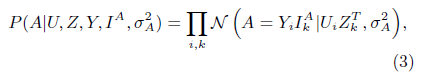 P(A|U, Z, Y, I^A, σ_A^2) = ∏_{i,k} 𝒩(A = Y_i I_k^A | U_i Z_k^T, σ_A^2),
(3)